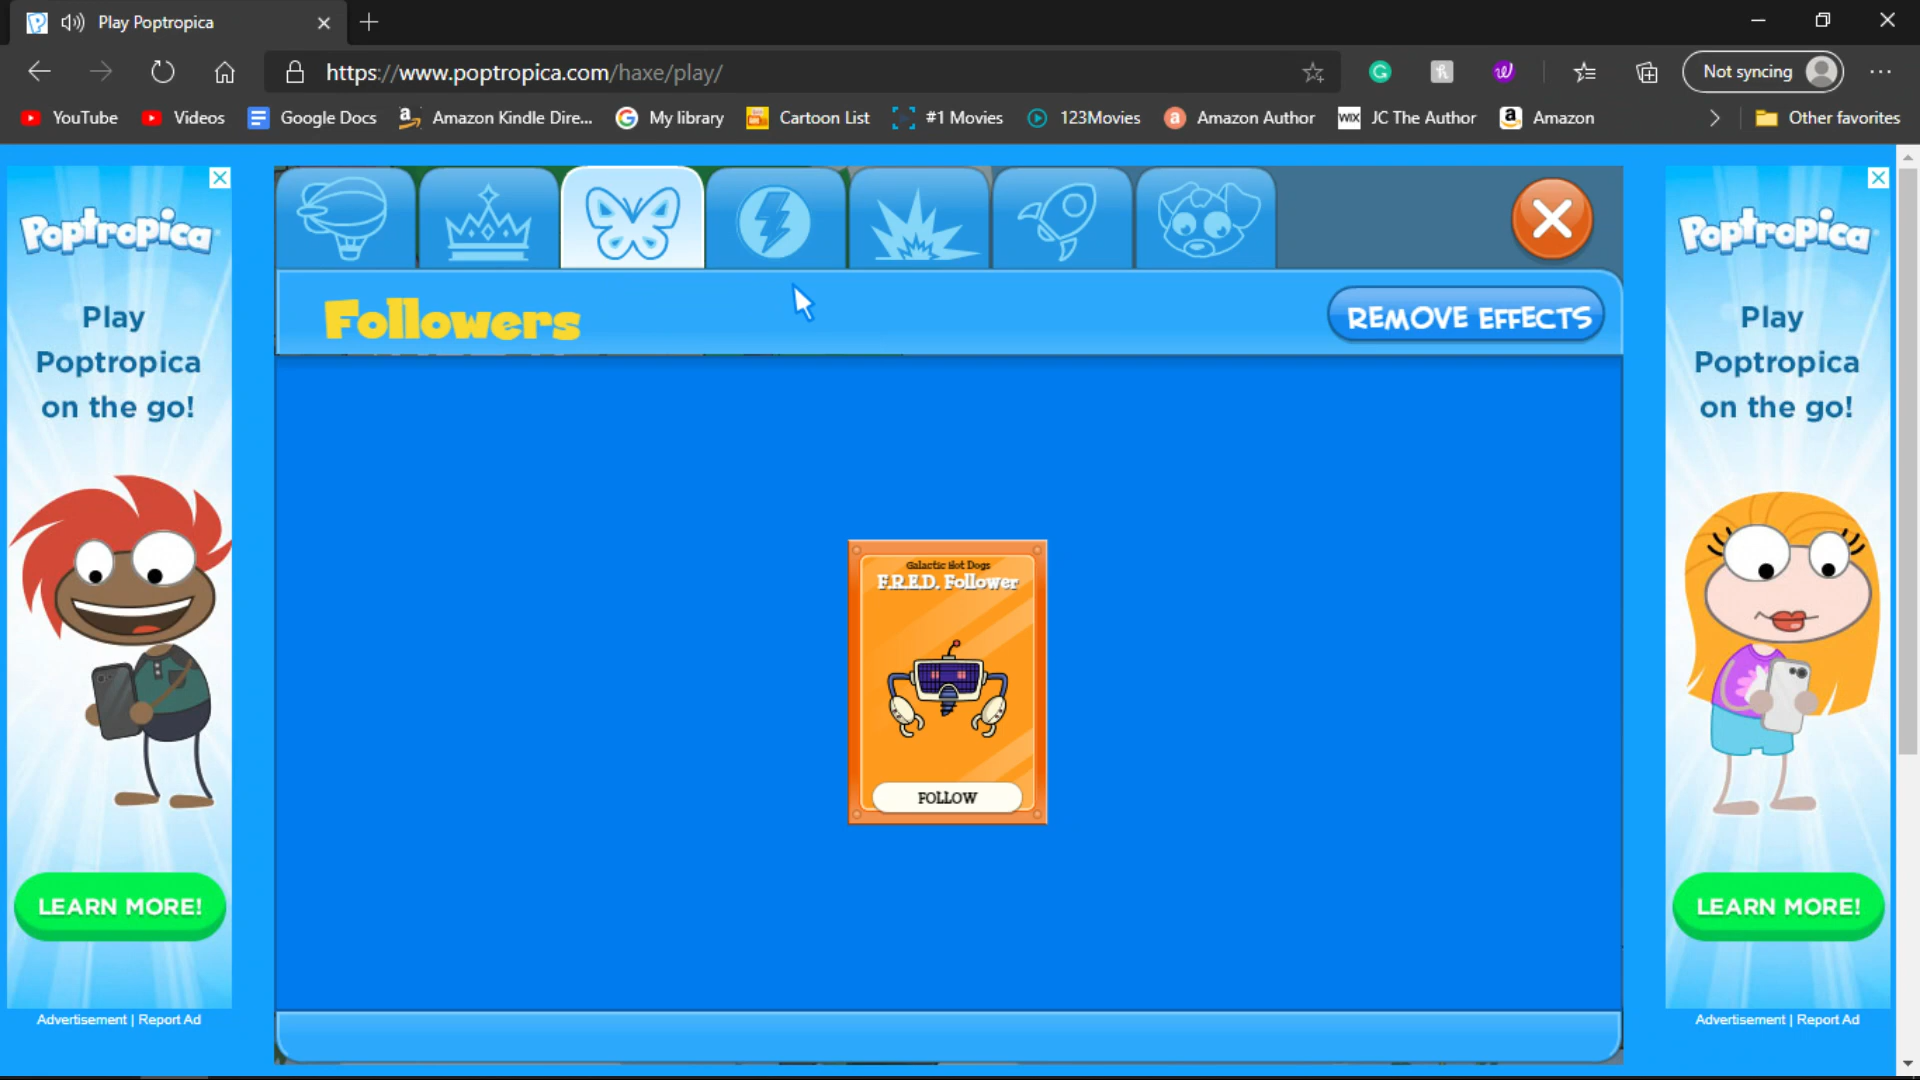 Play Poptropica
https://www.poptropica.com/haxe/play/
Not syncing
YouTube
Videos
Google Docs
Amazon Kindle Dire...
My library
Cartoon List
#1 Movies
123Movies
Amazon Author
WIX JC The Author
Amazon
Other favorites
Poptropica
Play
Poptropica
on the go!
LEARN MORE!
Advertisement | Report Ad
Followers
REMOVE EFFECTS
Galactic Hot Dogs
F.R.E.D. Follower
FOLLOW
Poptropica
Play
Poptropica
on the go!
LEARN MORE!
Advertisement | Report Ad